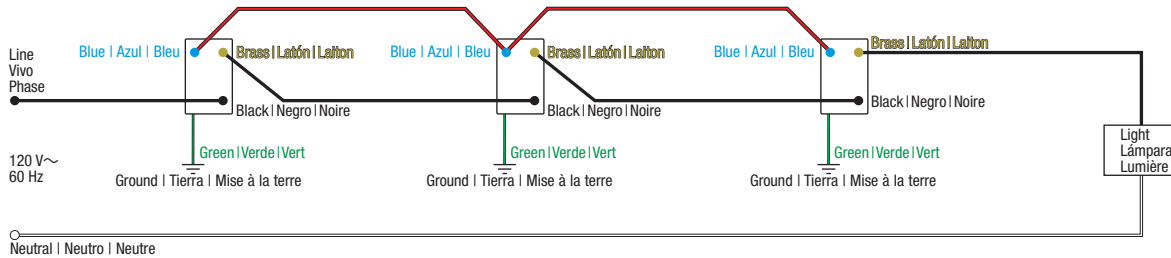 Line
Vivo
Phase
Blue | Azul | Bleu
Brass | Latón | Laiton
Blue | Azul | Bleu
Brass | Latón | Laiton
Blue | Azul | Bleu
Brass | Latón | Laiton
Black | Negro | Noire
Black | Negro | Noire
Black | Negro | Noire
120 V~
60 Hz
Green | Verde | Vert
Green | Verde | Vert
Green | Verde | Vert
Ground | Tierra | Mise à la terre
Ground | Tierra | Mise à la terre
Ground | Tierra | Mise à la terre
Light
Lámpara
Lumière
Neutral | Neutro | Neutre